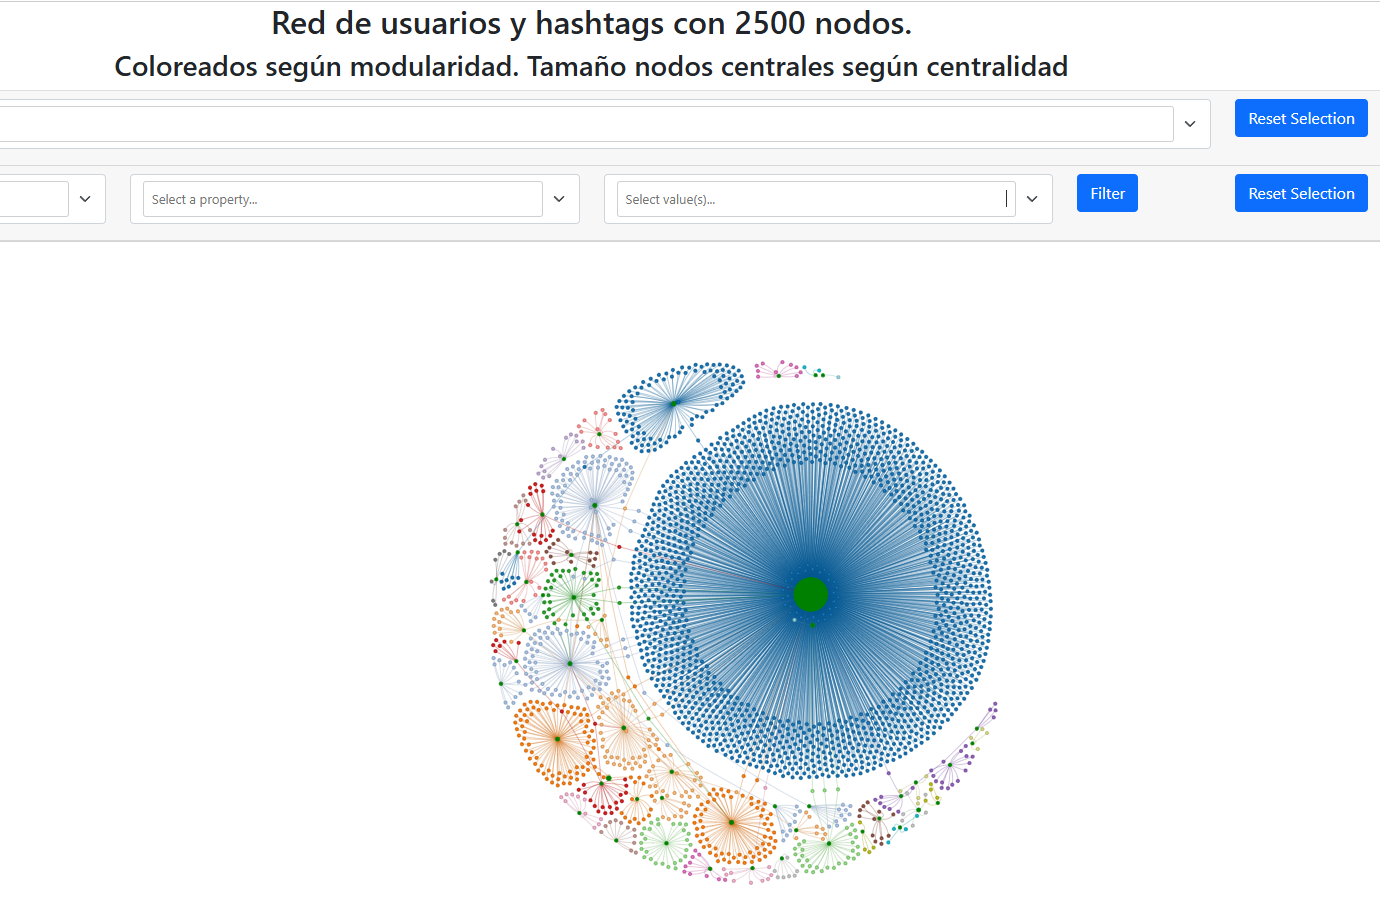 Red de usuarios y hashtags con 2500 nodos.
Coloreados según modularidad. Tamaño nodos centrales según centralidad
Reset Selection
Select a property...
Select value(s)...
Filter
Reset Selection